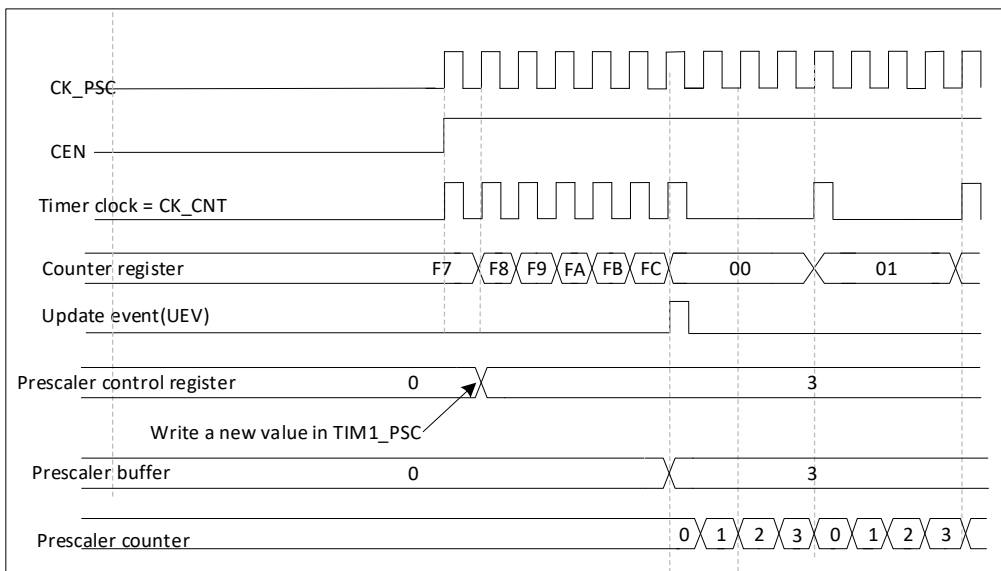 CK_PSC
CEN
Timer clock = CK_CNT
Counter register F7 F8 F9 FA FB FC 00 01
Update event(UEV)
Prescaler control register 0 3
Write a new value in TIM1_PSC
Prescaler buffer 0 3
Prescaler counter 0 1 2 3 0 1 2 3